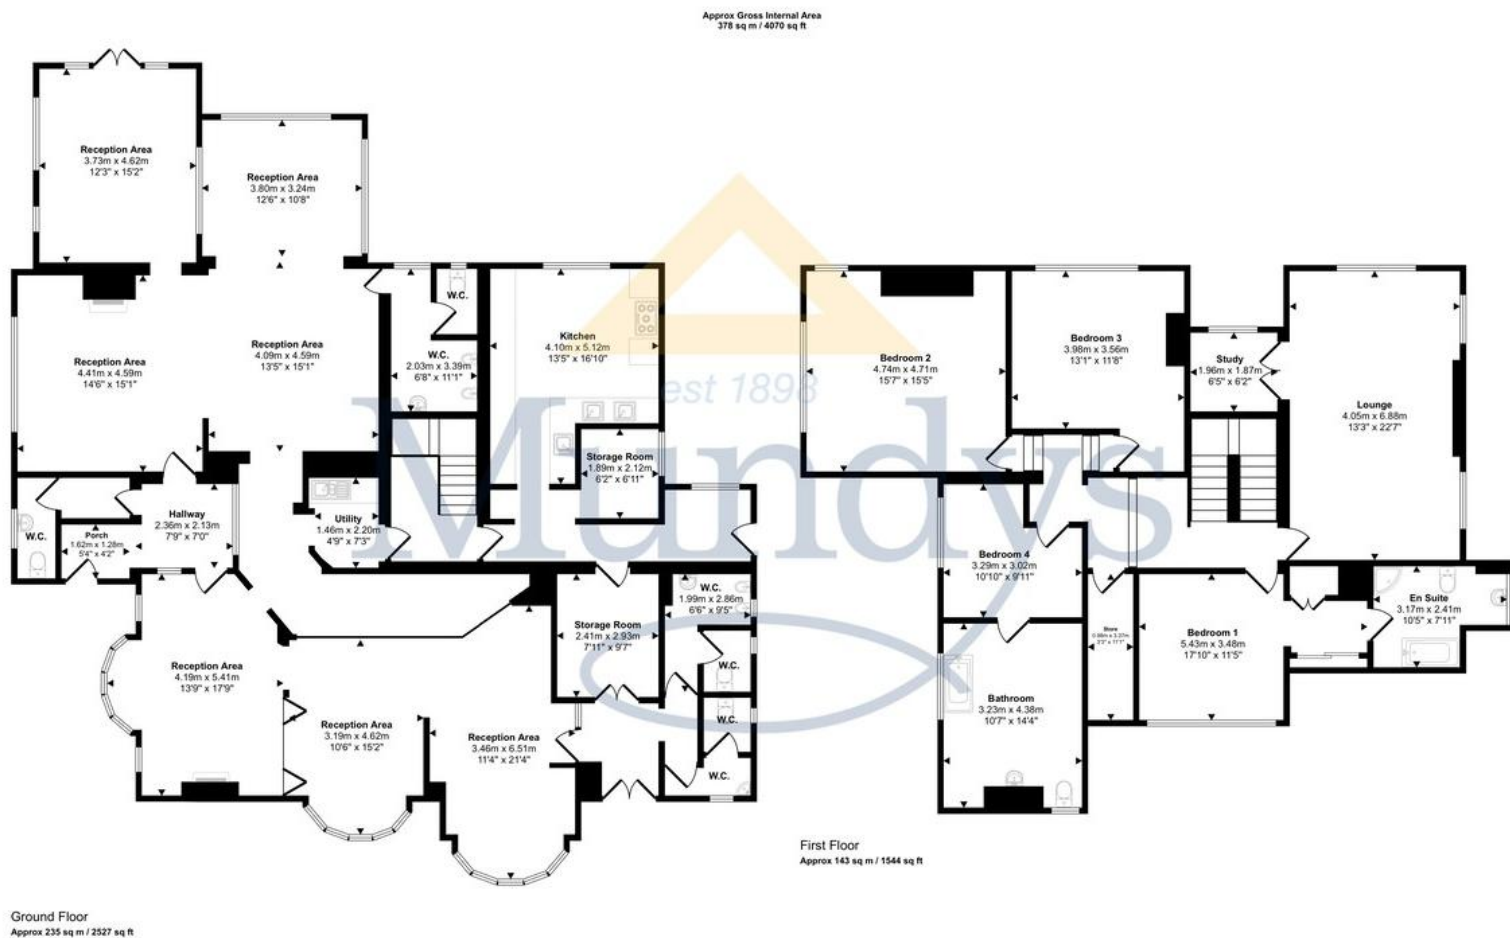 Approx Gross Internal Area
378 sq m / 4070 sq ft
Reception Area
3.73m x 4.62m
12'3" x 15'2"
Reception Area
3.80m x 3.24m
12'6" x 10'8"
Reception Area
4.41m x 4.59m
14'6" x 15'1"
Reception Area
4.09m x 4.59m
13'5" x 15'1"
W.C.
W.C.
2.03m x 3.39m
6'8" x 11'1"
Kitchen
4.10m x 5.12m
13'5" x 16'10"
Storage Room
1.89m x 2.12m
6'2" x 6'11"
Utility
1.46m x 2.20m
4'9" x 7'3"
Hallway
2.36m x 2.13m
7'9" x 7'0"
Porch
1.62m x 1.28m
5'4" x 4'2"
W.C.
Reception Area
4.19m x 5.41m
13'9" x 17'9"
Reception Area
3.19m x 4.62m
10'6" x 15'2"
Reception Area
3.46m x 6.51m
11'4" x 21'4"
Storage Room
2.41m x 2.93m
7'11" x 9'7"
W.C.
1.99m x 2.86m
6'6" x 9'5"
W.C.
W.C.
W.C.
Ground Floor
Approx 235 sq m / 2527 sq ft
Bedroom 2
4.74m x 4.71m
15'7" x 15'5"
Bedroom 3
3.98m x 3.56m
13'1" x 11'8"
Study
1.96m x 1.87m
6'5" x 6'2"
Lounge
4.05m x 6.88m
13'3" x 22'7"
Bedroom 4
3.29m x 3.02m
10'10" x 9'11"
Store
Bedroom 1
5.43m x 3.48m
17'10" x 11'5"
En Suite
3.17m x 2.41m
10'5" x 7'11"
Bathroom
3.23m x 4.38m
10'7" x 14'4"
First Floor
Approx 143 sq m / 1544 sq ft
est 1898
Mundys